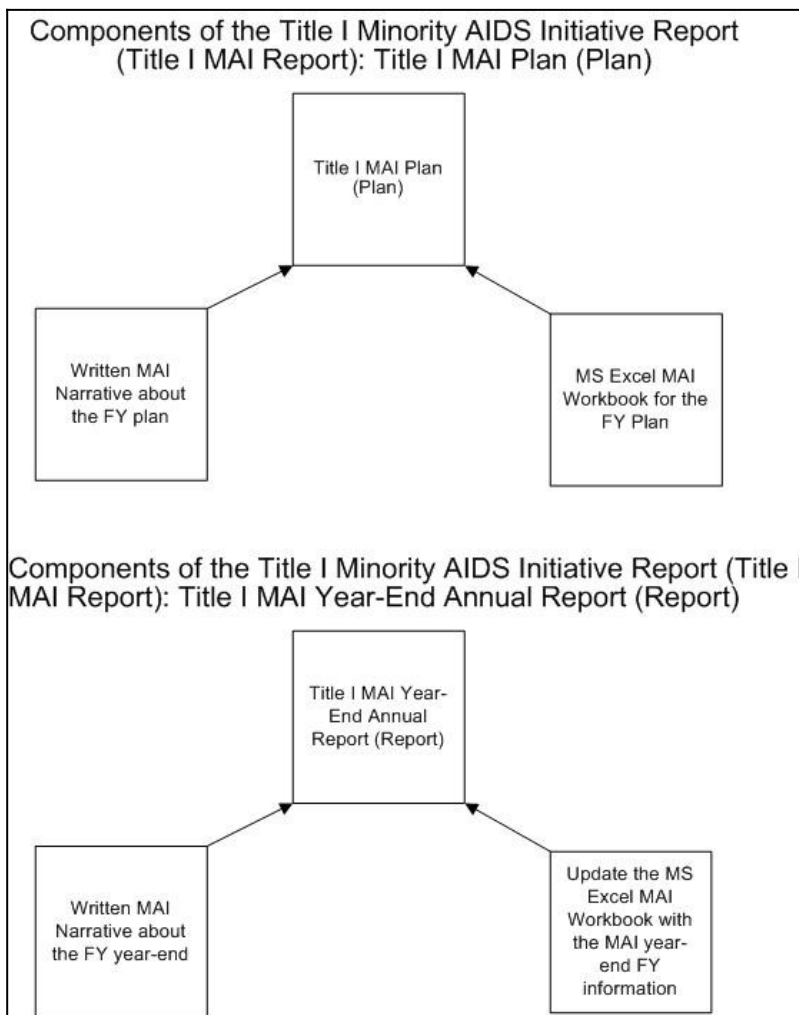 Components of the Title I Minority AIDS Initiative Report
(Title I MAI Report): Title I MAI Plan (Plan)
Title I MAI Plan
(Plan)
Written MAI
Narrative about
the FY plan
MS Excel MAI
Workbook for the
FY Plan
Components of the Title I Minority AIDS Initiative Report (Title I
MAI Report): Title I MAI Year-End Annual Report (Report)
Title I MAI Year-
End Annual
Report (Report)
Written MAI
Narrative about
the FY year-end
Update the MS
Excel MAI
Workbook with
the MAI year-
end FY
information